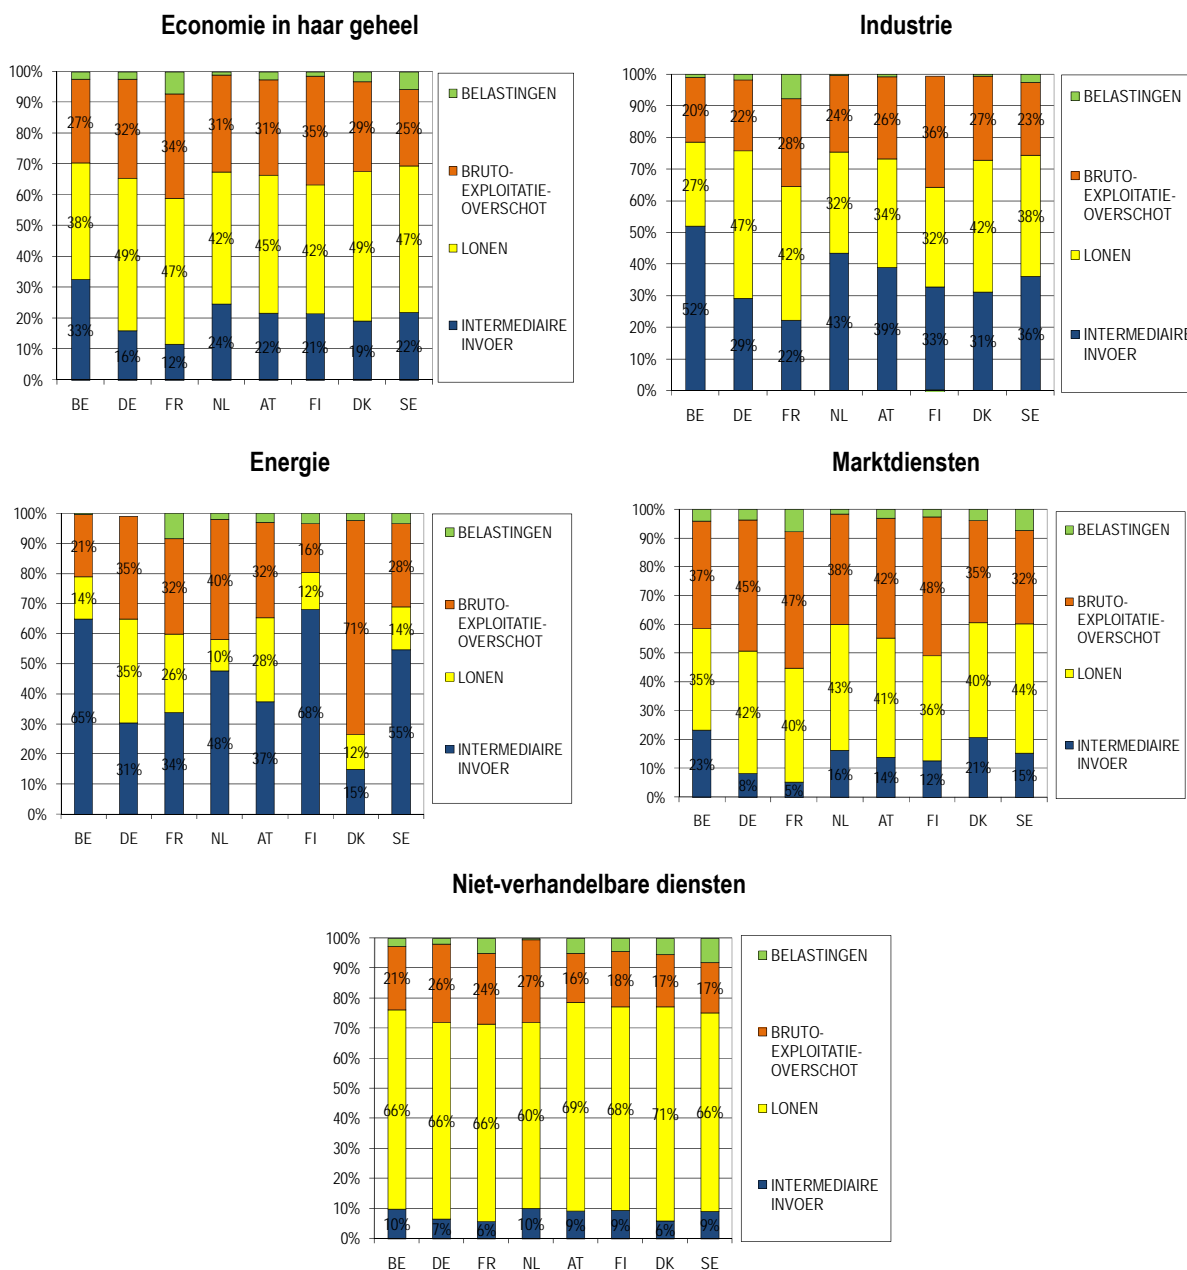 Economie in haar geheel
100%
90%
80%
70%
60%
50%
40%
30%
20%
10%
0%
27% 32% 34% 31% 31% 35% 29% 25%
38% 49% 47% 42% 45% 42% 49% 47%
33% 16% 12% 24% 22% 21% 19% 22%
BE DE FR NL AT FI DK SE
BELASTINGEN
BRUTO-
EXPLOITATIE-
OVERSCHOT
LONEN
INTERMEDIAIRE
INVOER
Industrie
100%
90%
80%
70%
60%
50%
40%
30%
20%
10%
0%
20% 22% 28% 24% 26% 36% 27% 23%
27% 47% 42% 32% 34% 32% 42% 38%
52% 29% 22% 43% 39% 33% 31% 36%
BE DE FR NL AT FI DK SE
BELASTINGEN
BRUTO-
EXPLOITATIE-
OVERSCHOT
LONEN
INTERMEDIAIRE
INVOER
Energie
100%
90%
80%
70%
60%
50%
40%
30%
20%
10%
0%
21% 35% 32% 40% 32% 16% 71% 28%
14% 35% 26% 10% 28% 12% 12% 14%
65% 31% 34% 48% 37% 68% 15% 55%
BE DE FR NL AT FI DK SE
BELASTINGEN
BRUTO-
EXPLOITATIE-
OVERSCHOT
LONEN
INTERMEDIAIRE
INVOER
Marktdiensten
100%
90%
80%
70%
60%
50%
40%
30%
20%
10%
0%
37% 45% 47% 38% 42% 48% 35% 32%
35% 42% 40% 43% 41% 36% 40% 44%
23% 8% 5% 16% 14% 12% 21% 15%
BE DE FR NL AT FI DK SE
BELASTINGEN
BRUTO-
EXPLOITATIE-
OVERSCHOT
LONEN
INTERMEDIAIRE
INVOER
Niet-verhandelbare diensten
100%
90%
80%
70%
60%
50%
40%
30%
20%
10%
0%
21% 26% 24% 27% 16% 18% 17% 17%
66% 66% 66% 60% 69% 68% 71% 66%
10% 7% 6% 10% 9% 9% 6% 9%
BE DE FR NL AT FI DK SE
BELASTINGEN
BRUTO-
EXPLOITATIE-
OVERSCHOT
LONEN
INTERMEDIAIRE
INVOER